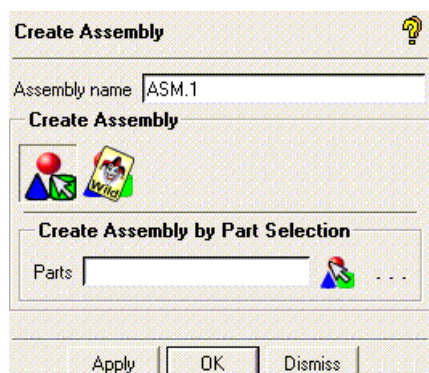 Create Assembly
Assembly name ASM.1
Create Assembly
Wild
Create Assembly by Part Selection
Parts ...
Apply OK Dismiss